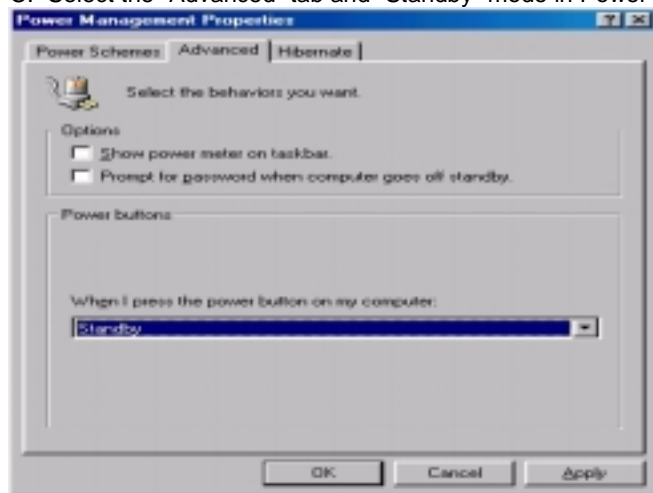 Select the "Advanced" tab and "Standby" mode in Power
Power Management Properties
Power Schemes Advanced Hibernate
Select the behaviors you want.
Options
Show power meter on taskbar.
Prompt for password when computer goes off standby.
Power buttons
When I press the power button on my computer:
Standby
OK Cancel Apply